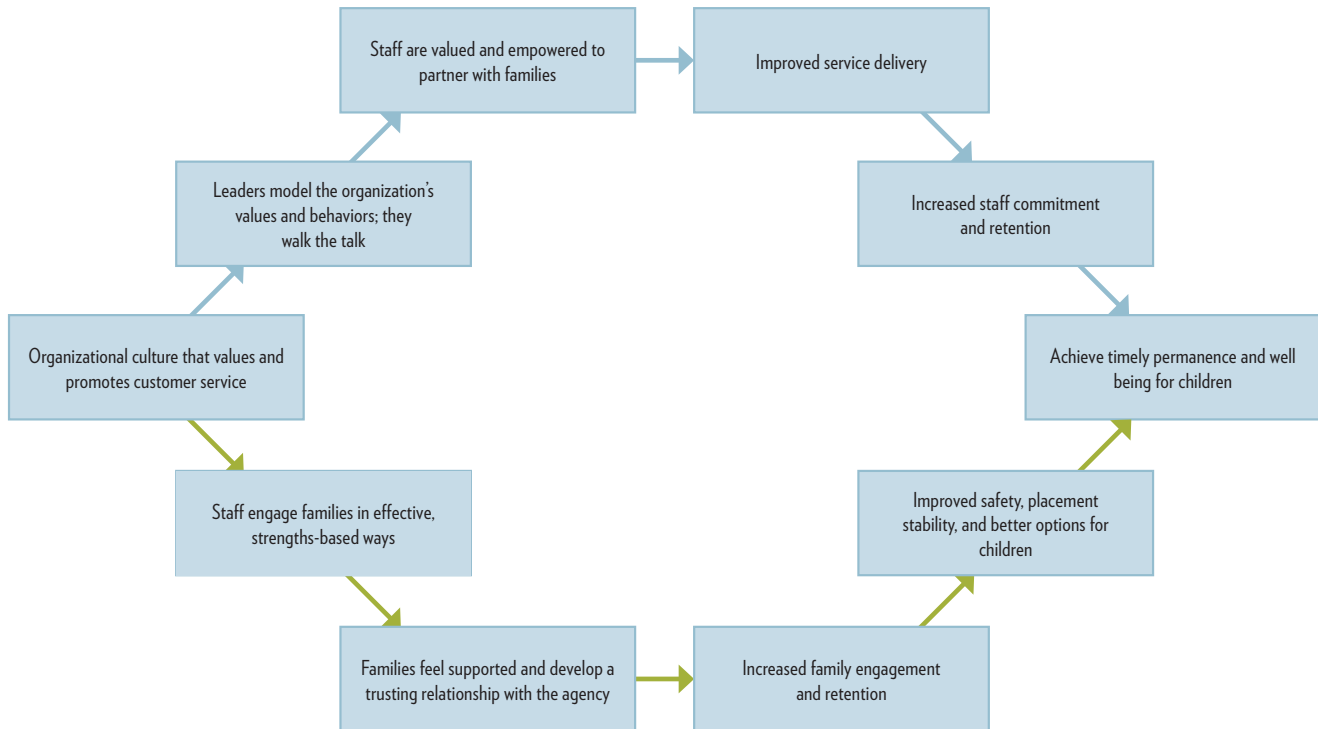 Staff are valued and empowered to
partner with families
Improved service delivery
Leaders model the organization's
values and behaviors; they
walk the talk
Increased staff commitment
and retention
Organizational culture that values and
promotes customer service
Achieve timely permanence and well
being for children
Staff engage families in effective,
strengths-based ways
Improved safety, placement
stability, and better options for
children
Families feel supported and develop a
trusting relationship with the agency
Increased family engagement
and retention